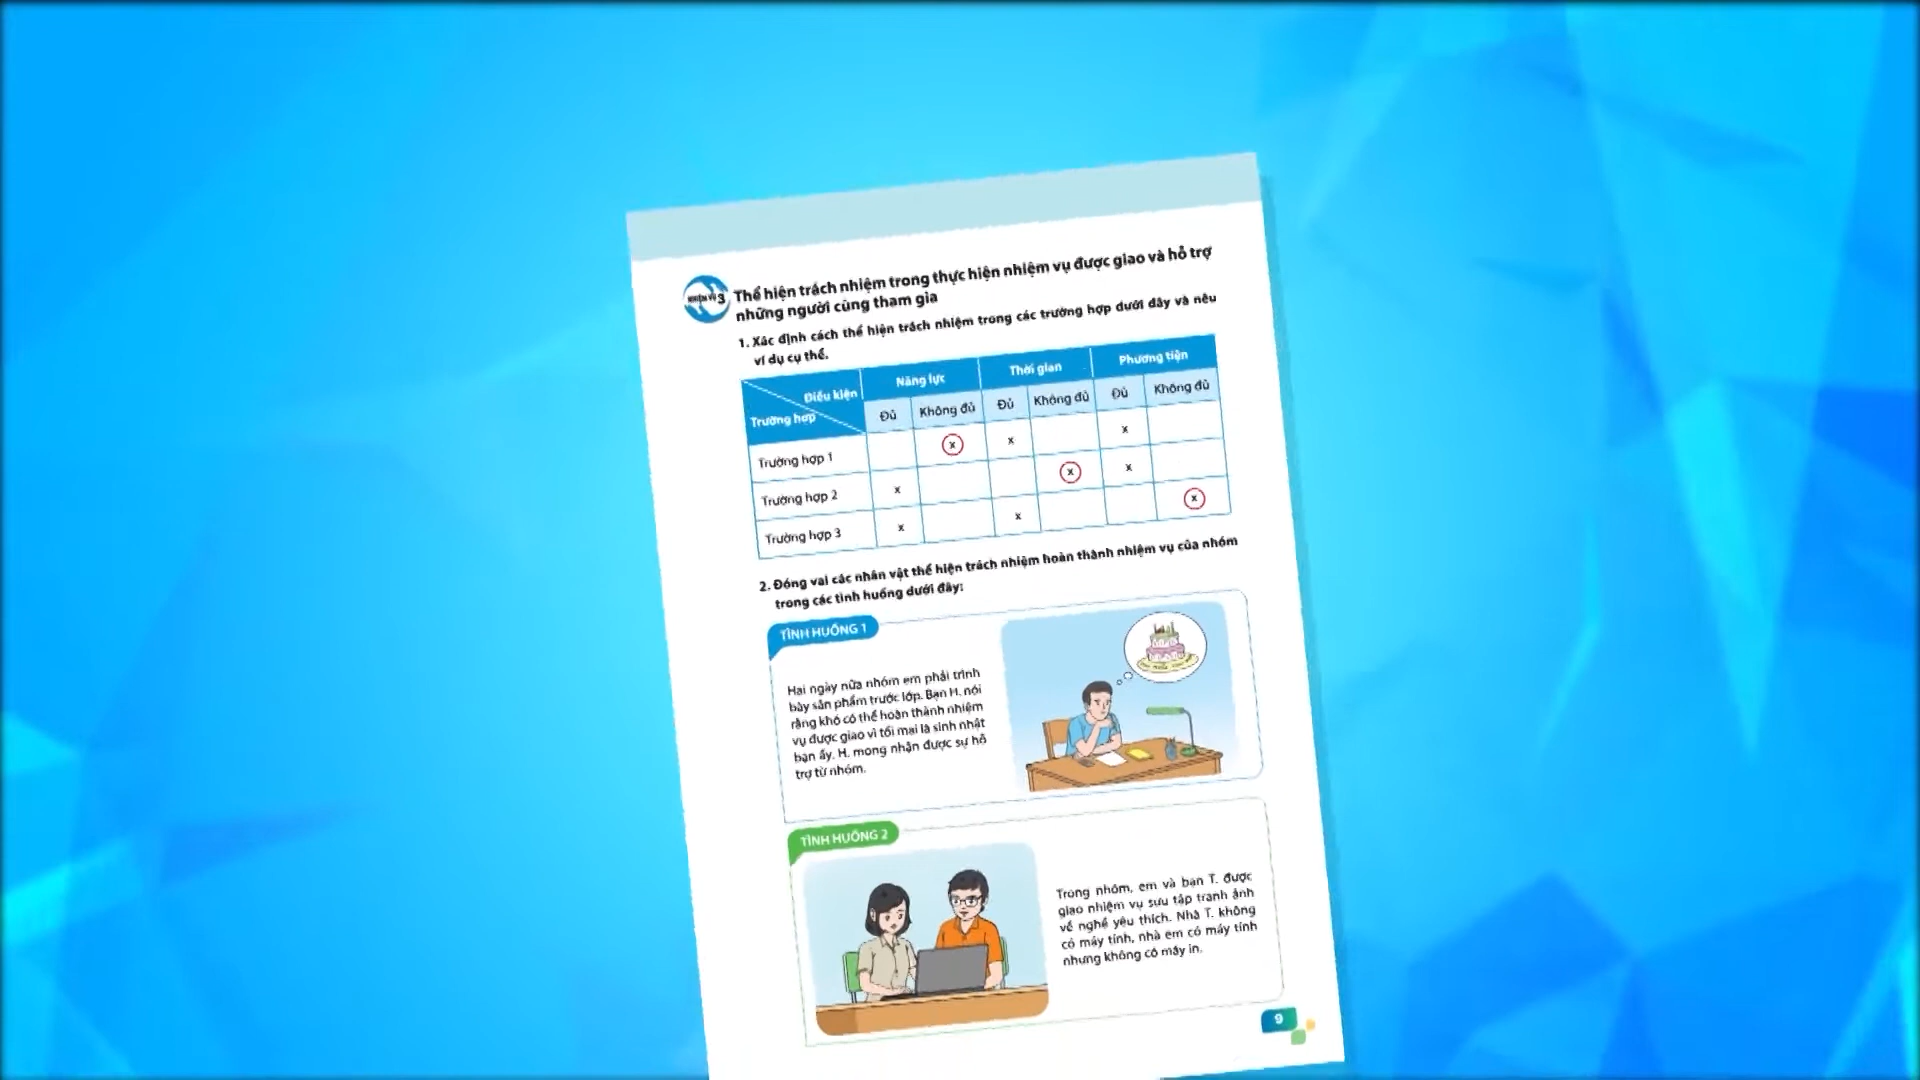 NHIỆM VỤ 3
Thể hiện trách nhiệm trong thực hiện nhiệm vụ được giao và hỗ trợ
những người cùng tham gia
1. Xác định cách thể hiện trách nhiệm trong các trường hợp dưới đây và nêu
ví dụ cụ thể.
Điều kiện Năng lực Thời gian Phương tiện
Trường hợp Đủ Không đủ Đủ Không đủ Đủ Không đủ
Trường hợp 1 x x x
Trường hợp 2 x x x
Trường hợp 3 x x x
2. Đóng vai các nhân vật thể hiện trách nhiệm hoàn thành nhiệm vụ của nhóm
trong các tình huống dưới đây:
TÌNH HUỐNG 1
Hai ngày nữa nhóm em phải trình
bày sản phẩm trước lớp. Bạn H. nói
rằng khó có thể hoàn thành nhiệm
vụ được giao vì tối mai là sinh nhật
bạn ấy. H. mong nhận được sự hỗ
trợ từ nhóm.
TÌNH HUỐNG 2
Trong nhóm, em và bạn T. được
giao nhiệm vụ sưu tập tranh ảnh
về nghề yêu thích. Nhà T. không
có máy tính, nhà em có máy tính
nhưng không có máy in.
9